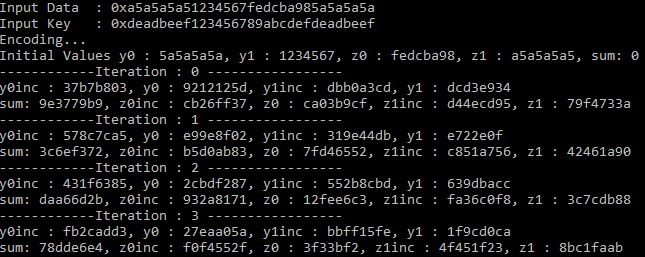 Input Data  : 0xa5a5a5a51234567fedcba985a5a5a5a
Input Key   : 0xdeadbeef123456789abcdefdeadbeef
Encoding...
Initial Values y0 : 5a5a5a5a, y1 : 1234567, z0 : fedcba98, z1 : a5a5a5a5, sum: 0
------------Iteration : 0 -----------------
y0inc : 37b7b803, y0 : 9212125d, y1inc : dbb0a3cd, y1 : dcd3e934
sum: 9e3779b9, z0inc : cb26ff37, z0 : ca03b9cf, z1inc : d44ecd95, z1 : 79f4733a
------------Iteration : 1 -----------------
y0inc : 578c7ca5, y0 : e99e8f02, y1inc : 319e44db, y1 : e722e0f
sum: 3c6ef372, z0inc : b5d0ab83, z0 : 7fd46552, z1inc : c851a756, z1 : 42461a90
------------Iteration : 2 -----------------
y0inc : 431f6385, y0 : 2cbdf287, y1inc : 552b8cbd, y1 : 639dbacc
sum: daa66d2b, z0inc : 932a8171, z0 : 12fee6c3, z1inc : fa36c0f8, z1 : 3c7cdb88
------------Iteration : 3 -----------------
y0inc : fb2cadd3, y0 : 27eaa05a, y1inc : bbff15fe, y1 : 1f9cd0ca
sum: 78dde6e4, z0inc : f0f4552f, z0 : 3f33bf2, z1inc : 4f451f23, z1 : 8bc1faab